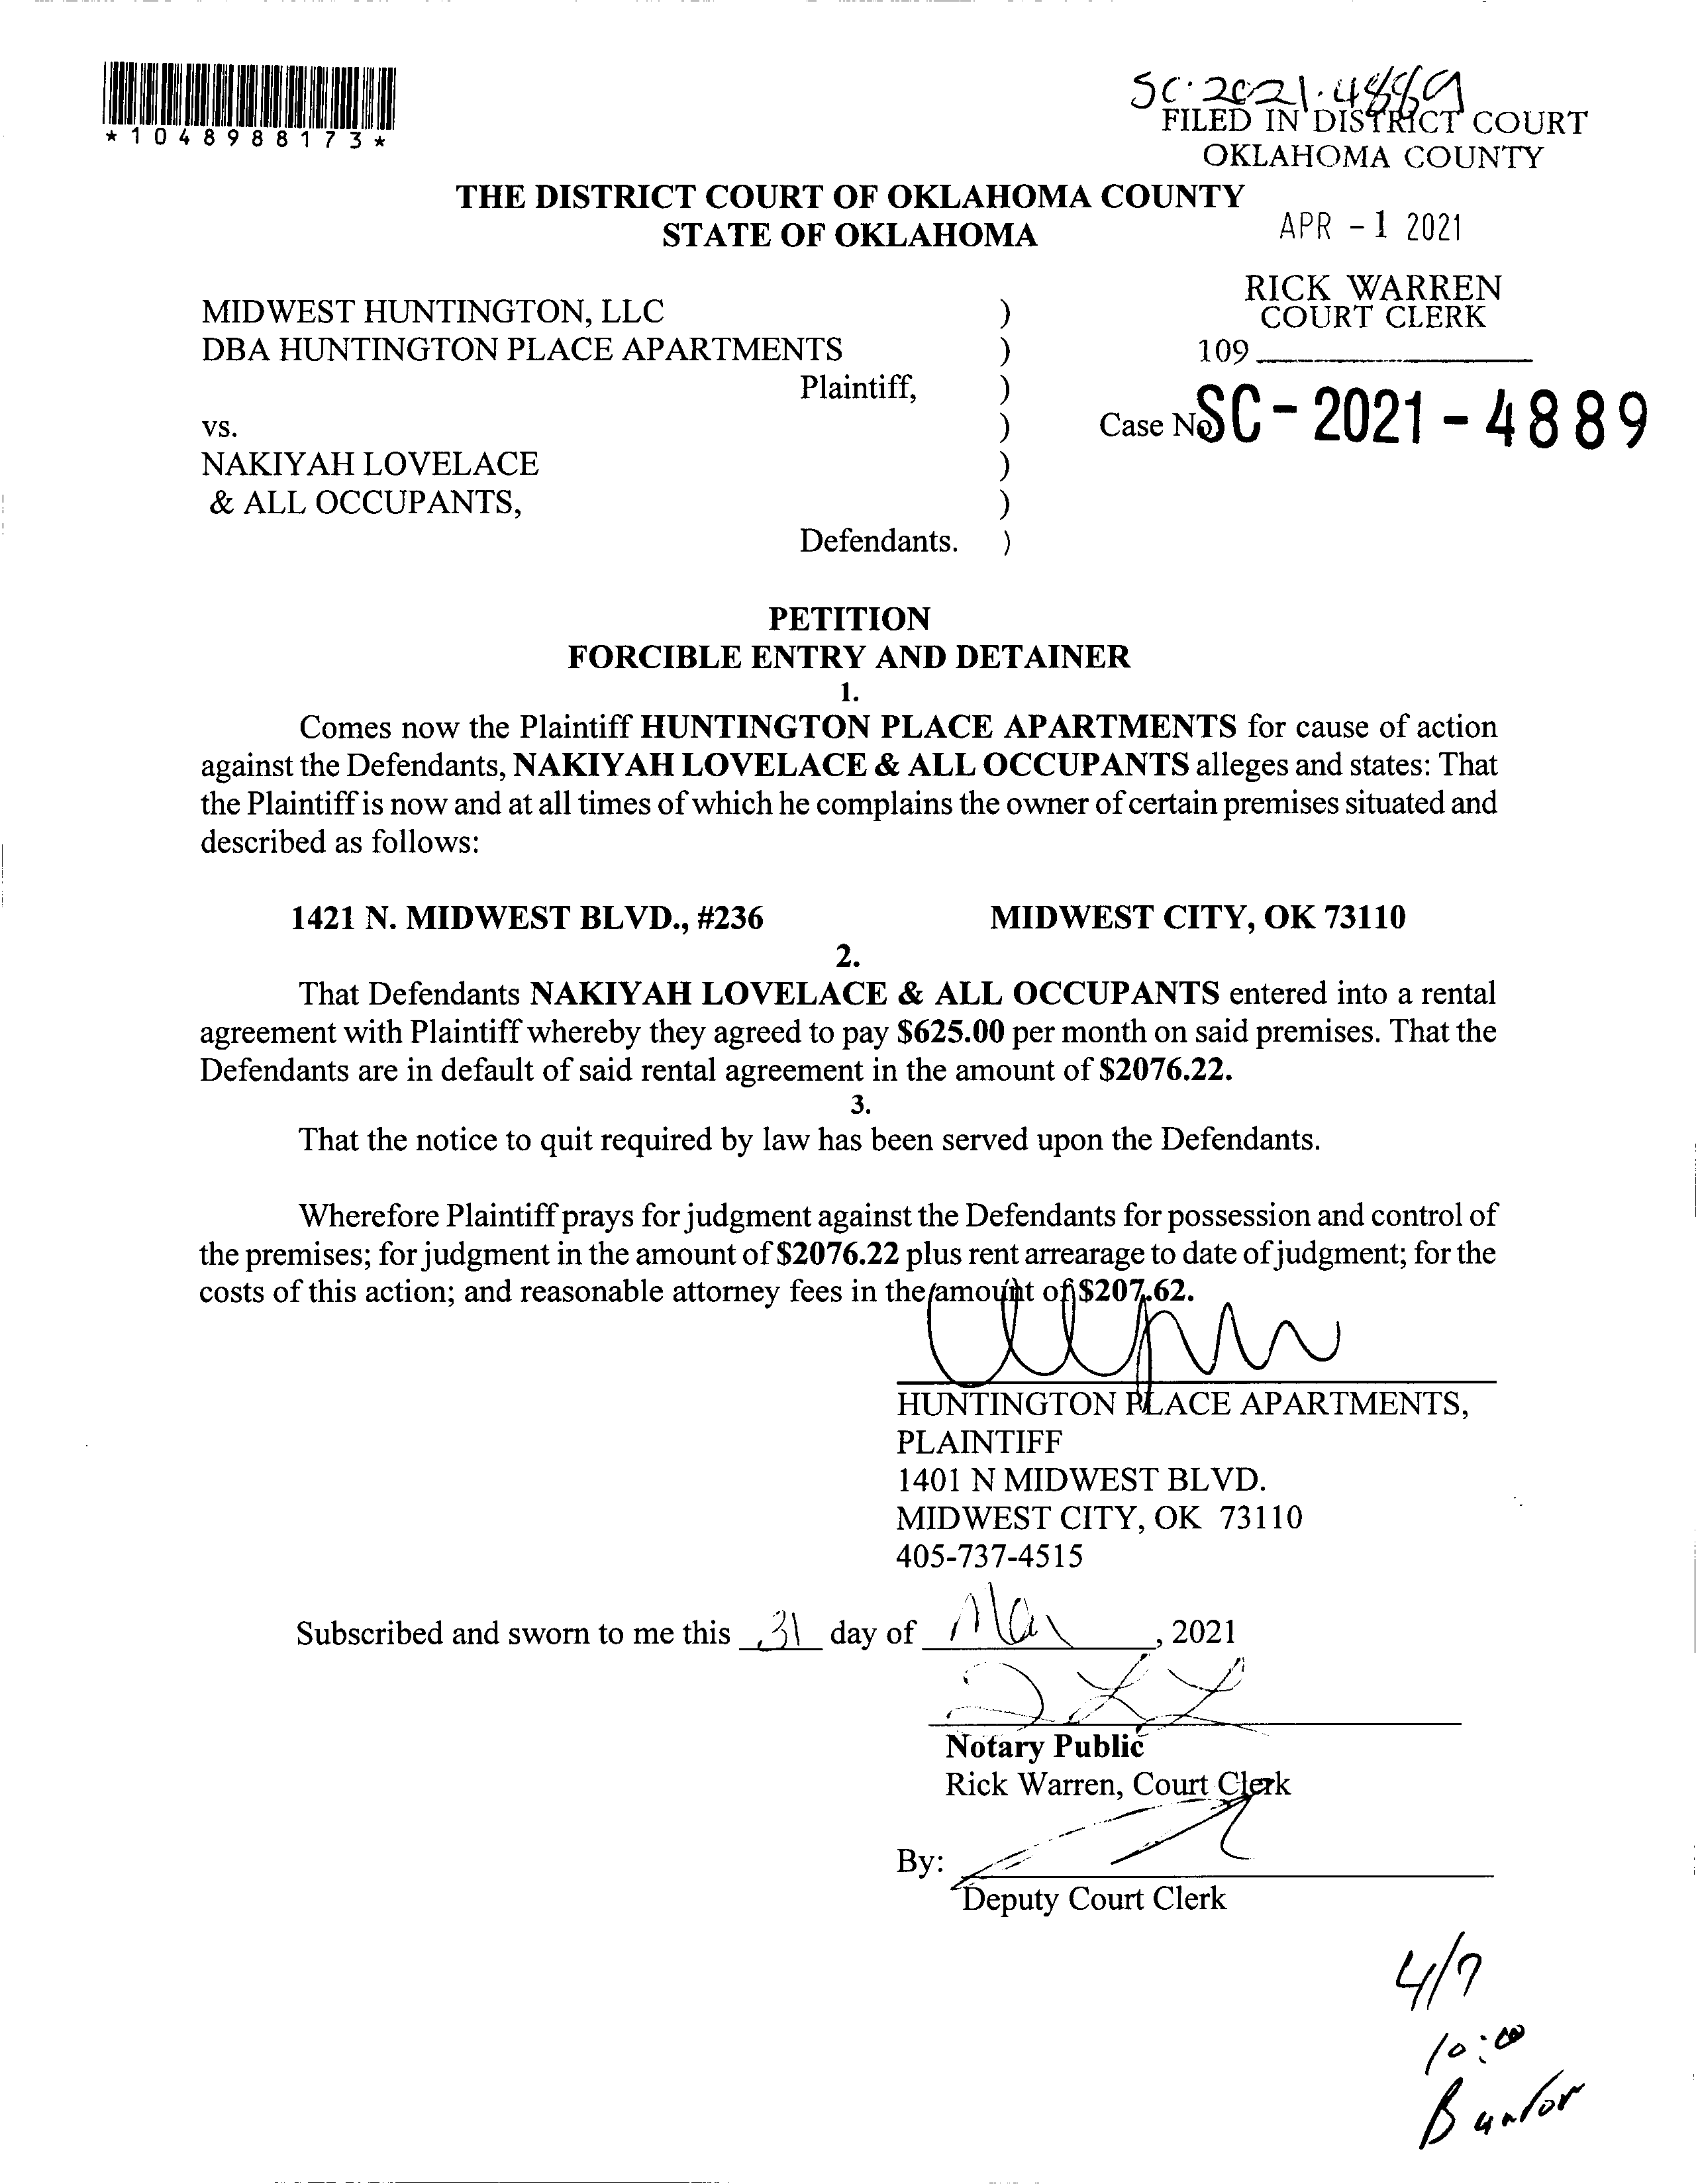 SC-2021-4889
FILED IN DISTRICT COURT
OKLAHOMA COUNTY
*1048988173*
THE DISTRICT COURT OF OKLAHOMA COUNTY
STATE OF OKLAHOMA
APR -1 2021
RICK WARREN
COURT CLERK
109
MIDWEST HUNTINGTON, LLC )
DBA HUNTINGTON PLACE APARTMENTS )
Plaintiff, )
vs. )
Case No. SC-2021-4889
NAKIYAH LOVELACE )
& ALL OCCUPANTS, )
Defendants. )
PETITION
FORCIBLE ENTRY AND DETAINER
1.
Comes now the Plaintiff HUNTINGTON PLACE APARTMENTS for cause of action
against the Defendants, NAKIYAH LOVELACE & ALL OCCUPANTS alleges and states: That
the Plaintiff is now and at all times of which he complains the owner of certain premises situated and
described as follows:
1421 N. MIDWEST BLVD., #236 MIDWEST CITY, OK 73110
2.
That Defendants NAKIYAH LOVELACE & ALL OCCUPANTS entered into a rental
agreement with Plaintiff whereby they agreed to pay $625.00 per month on said premises. That the
Defendants are in default of said rental agreement in the amount of $2076.22.
3.
That the notice to quit required by law has been served upon the Defendants.
Wherefore Plaintiff prays for judgment against the Defendants for possession and control of
the premises; for judgment in the amount of $2076.22 plus rent arrearage to date of judgment; for the
costs of this action; and reasonable attorney fees in the amount of $207.62.
HUNTINGTON PLACE APARTMENTS,
PLAINTIFF
1401 N MIDWEST BLVD.
MIDWEST CITY, OK 73110
405-737-4515
Subscribed and sworn to me this 31 day of Mar, 2021
Notary Public
Rick Warren, Court Clerk
By:
Deputy Court Clerk
4/7
10:00